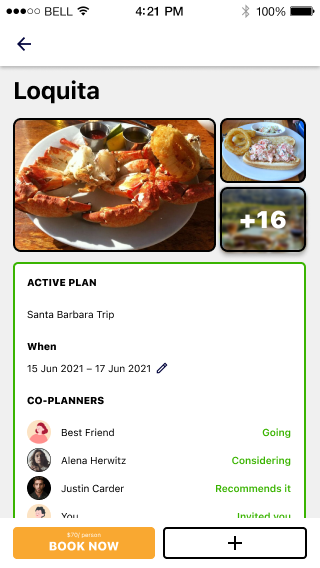 BELL 4:21 PM 100%
Loquita
+16
ACTIVE PLAN
Santa Barbara Trip
When
15 Jun 2021 – 17 Jun 2021
CO-PLANNERS
Best Friend Going
Alena Herwitz Considering
Justin Carder Recommends it
You Invited you
$70/ person
BOOK NOW
+